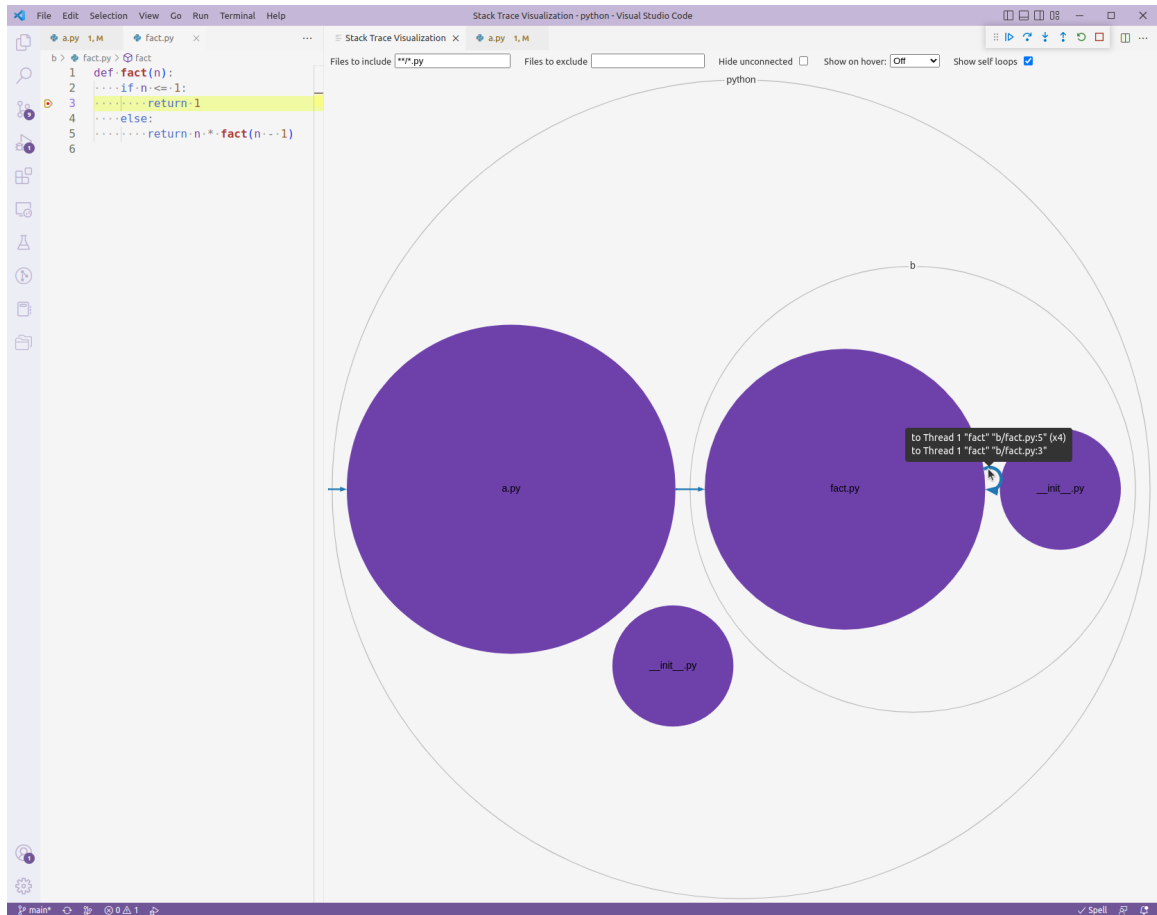 File Edit Selection View Go Run Terminal Help
Stack Trace Visualization - python - Visual Studio Code
a.py 1, M
fact.py
Stack Trace Visualization
a.py 1, M
b > fact.py > fact
1 def·fact(n):
2 ····if·n·<=·1:
3 ········return·1
4 ····else:
5 ········return·n·*·fact(n·-·1)
6
Files to include **/*.py
Files to exclude
Hide unconnected
Show on hover: Off
Show self loops
python
b
to Thread 1 "fact" "b/fact.py:5" (x4)
to Thread 1 "fact" "b/fact.py:3"
a.py
fact.py
__init__.py
__init__.py
9
1
1
main*
0 1
Spell